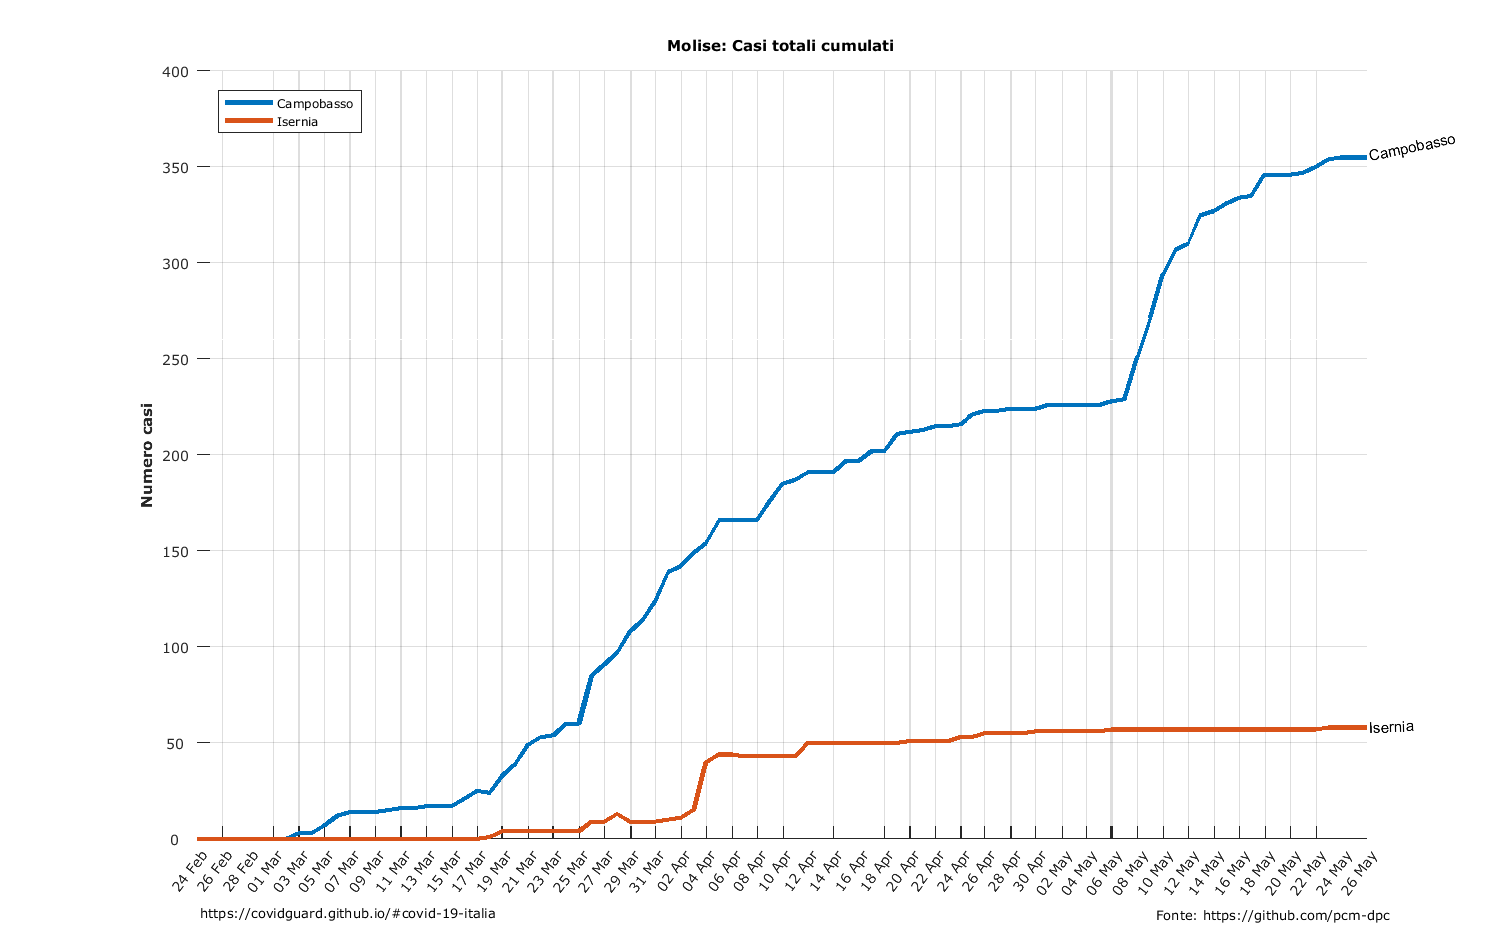 Molise: Casi totali cumulati
400
350
300
250
200
150
100
50
0
Numero casi
Campobasso
Isernia
Campobasso
Isernia
24 Feb
26 Feb
28 Feb
01 Mar
03 Mar
05 Mar
07 Mar
09 Mar
11 Mar
13 Mar
15 Mar
17 Mar
19 Mar
21 Mar
23 Mar
25 Mar
27 Mar
29 Mar
31 Mar
02 Apr
04 Apr
06 Apr
08 Apr
10 Apr
12 Apr
14 Apr
16 Apr
18 Apr
20 Apr
22 Apr
24 Apr
26 Apr
28 Apr
30 Apr
02 May
04 May
06 May
08 May
10 May
12 May
14 May
16 May
18 May
20 May
22 May
24 May
26 May
https://covidguard.github.io/#covid-19-italia
Fonte: https://github.com/pcm-dpc